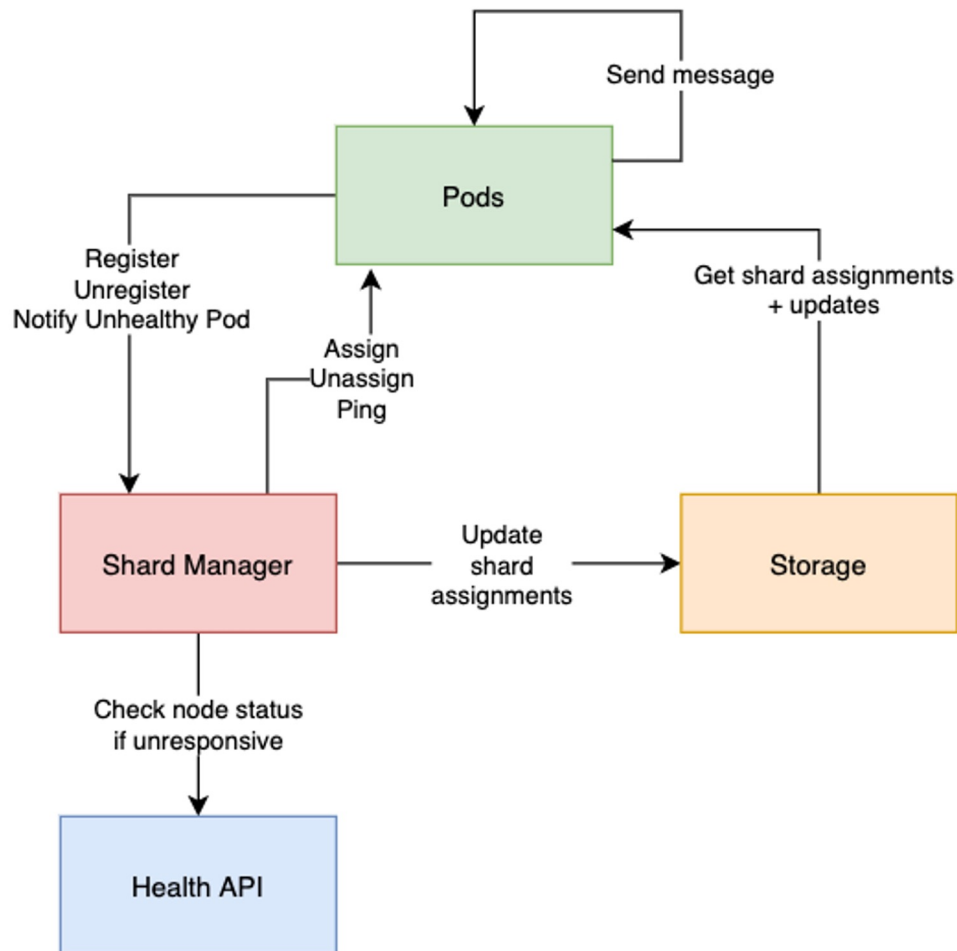 Send message
Pods
Register
Unregister
Notify Unhealthy Pod
Get shard assignments
+ updates
Assign
Unassign
Ping
Shard Manager
Update
shard
assignments
Storage
Check node status
if unresponsive
Health API